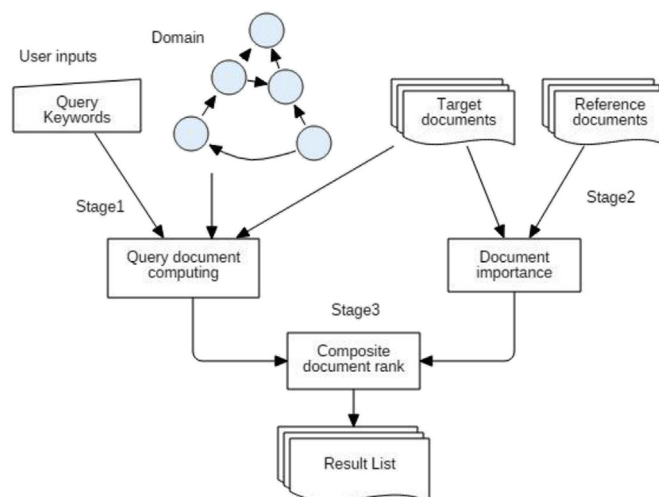 Domain
User inputs
Query
Keywords
Target
documents
Reference
documents
Stage1
Stage2
Query document
computing
Document
importance
Stage3
Composite
document rank
Result List